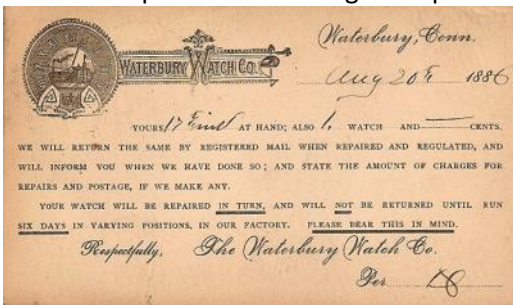 Waterbury, Conn.
WATERBURY WATCH CO.
Aug 20th 1886
YOURS 17 Inst AT HAND; ALSO 1, WATCH AND CENTS.
WE WILL RETURN THE SAME BY REGISTERED MAIL WHEN REPAIRED AND REGULATED, AND
WILL INFORM YOU WHEN WE HAVE DONE SO; AND STATE THE AMOUNT OF CHARGES FOR
REPAIRS AND POSTAGE, IF WE MAKE ANY.
YOUR WATCH WILL BE REPAIRED IN TURN, AND WILL NOT BE RETURNED UNTIL RUN
SIX DAYS IN VARYING POSITIONS, IN OUR FACTORY. PLEASE BEAR THIS IN MIND.
Respectfully, The Waterbury Watch Co.
Per